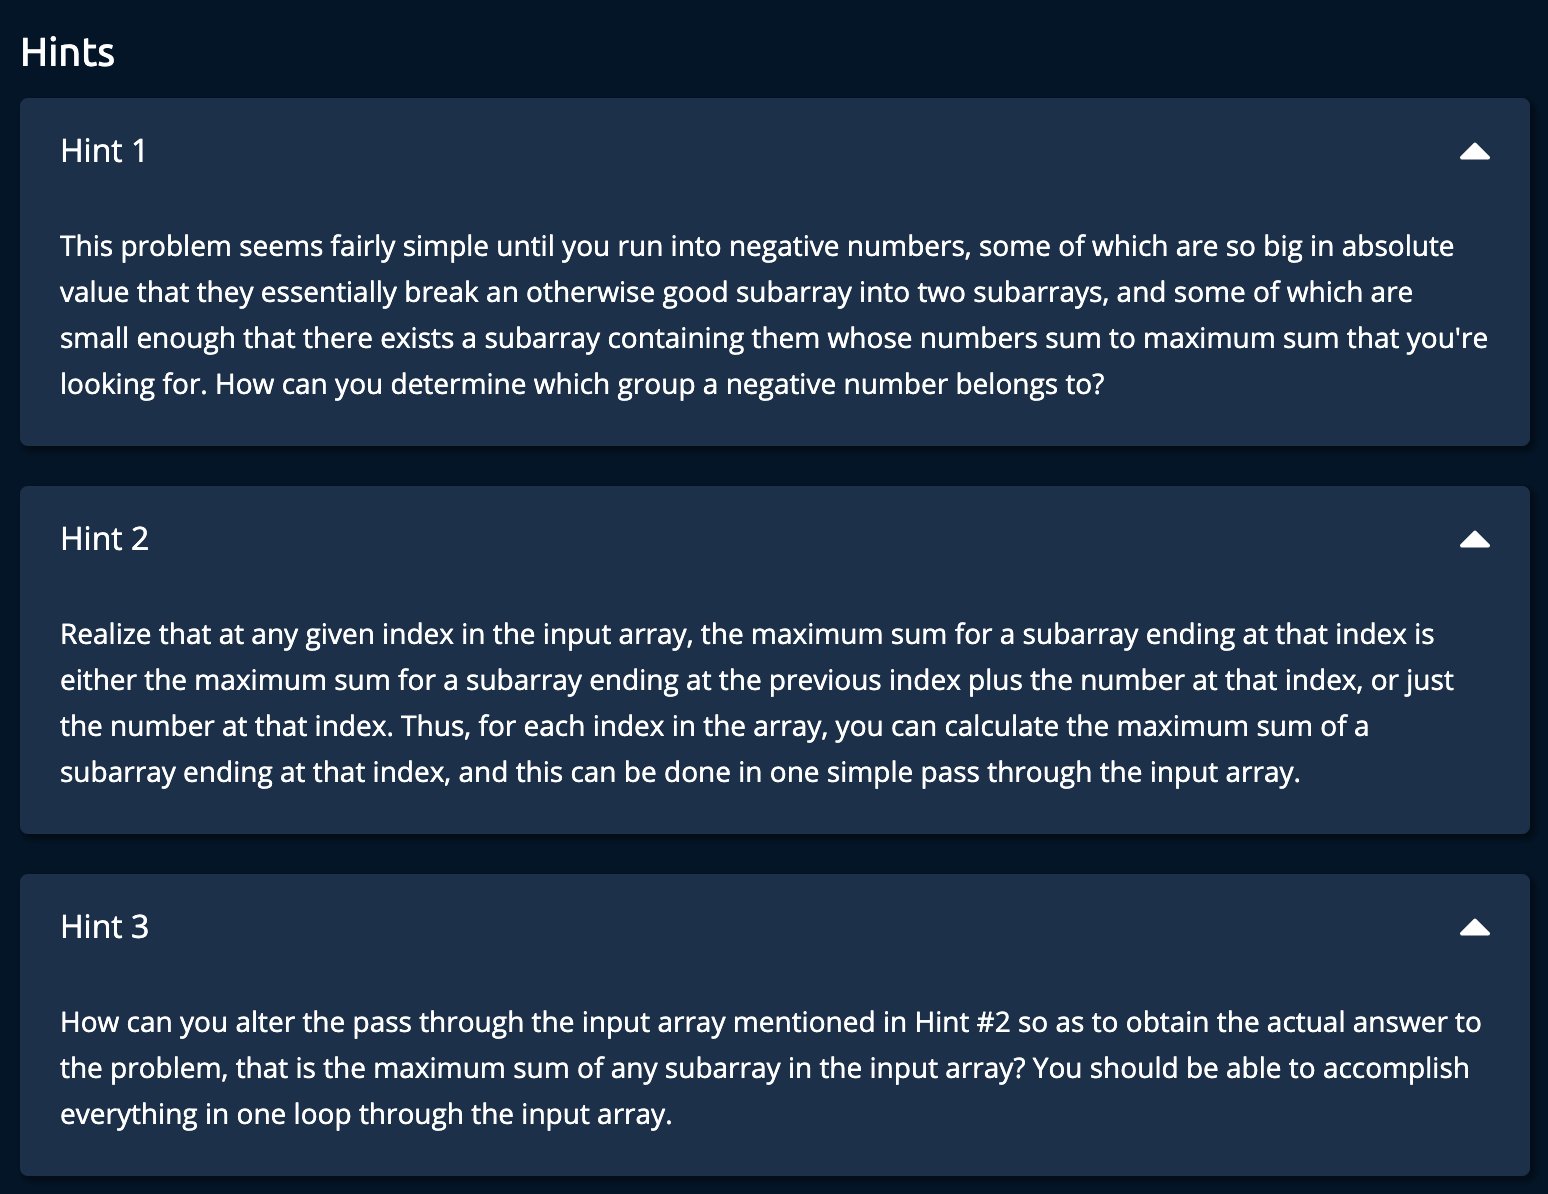 Hints
Hint 1
This problem seems fairly simple until you run into negative numbers, some of which are so big in absolute
value that they essentially break an otherwise good subarray into two subarrays, and some of which are
small enough that there exists a subarray containing them whose numbers sum to maximum sum that you're
looking for. How can you determine which group a negative number belongs to?
Hint 2
Realize that at any given index in the input array, the maximum sum for a subarray ending at that index is
either the maximum sum for a subarray ending at the previous index plus the number at that index, or just
the number at that index. Thus, for each index in the array, you can calculate the maximum sum of a
subarray ending at that index, and this can be done in one simple pass through the input array.
Hint 3
How can you alter the pass through the input array mentioned in Hint #2 so as to obtain the actual answer to
the problem, that is the maximum sum of any subarray in the input array? You should be able to accomplish
everything in one loop through the input array.